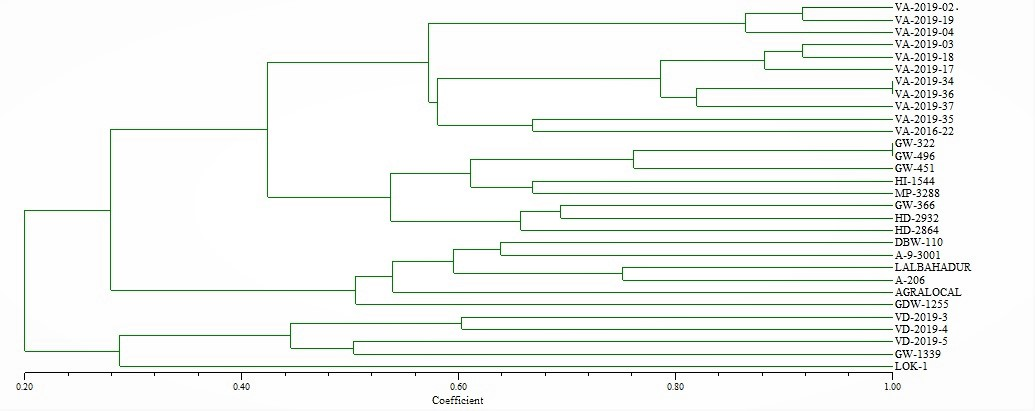 VA-2019-02.
VA-2019-19
VA-2019-04
VA-2019-03
VA-2019-18
VA-2019-17
VA-2019-34
VA-2019-36
VA-2019-37
VA-2019-35
VA-2016-22
GW-322
GW-496
GW-451
HI-1544
MP-3288
GW-366
HD-2932
HD-2864
DBW-110
A-9-3001
LALBAHADUR
A-206
AGRALOCAL
GDW-1255
VD-2019-3
VD-2019-4
VD-2019-5
GW-1339
LOK-1
0.20 0.40 0.60 0.80 1.00
Coefficient